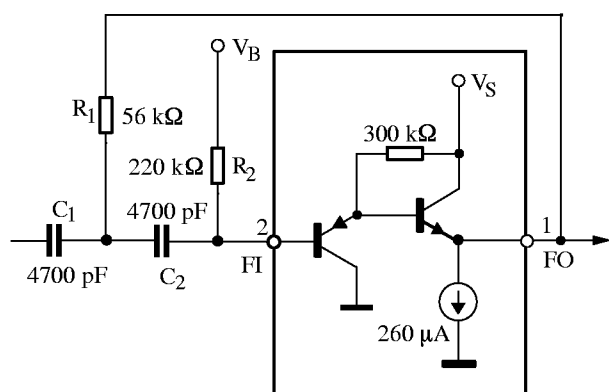 V_B
R_1
56 kΩ
V_S
300 kΩ
220 kΩ
R_2
C_1
4700 pF
4700 pF
C_2
2
FI
1
FO
260 μA